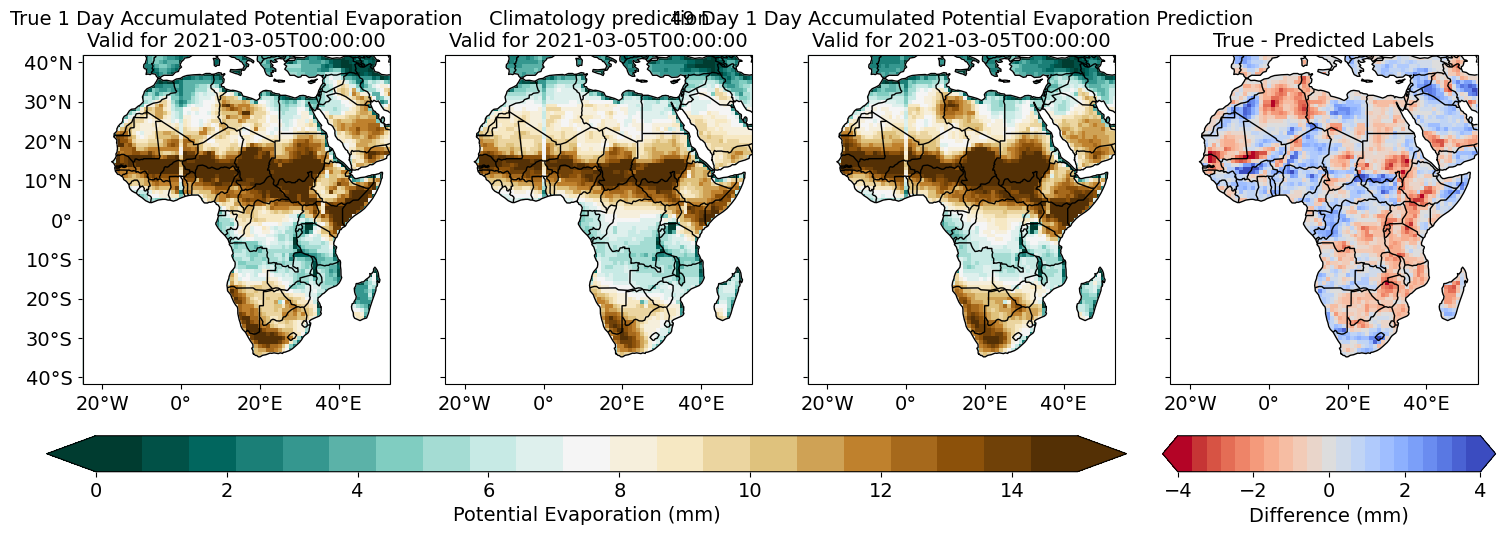 True 1 Day Accumulated Potential Evaporation
Valid for 2021-03-05T00:00:00
Climatology prediction
Valid for 2021-03-05T00:00:00
49 Day 1 Day Accumulated Potential Evaporation Prediction
Valid for 2021-03-05T00:00:00
True - Predicted Labels
40°N
30°N
20°N
10°N
0°
10°S
20°S
30°S
40°S
20°W 0° 20°E 40°E
20°W 0° 20°E 40°E
20°W 0° 20°E 40°E
20°W 0° 20°E 40°E
0 2 4 6 8 10 12 14
Potential Evaporation (mm)
−4 −2 0 2 4
Difference (mm)